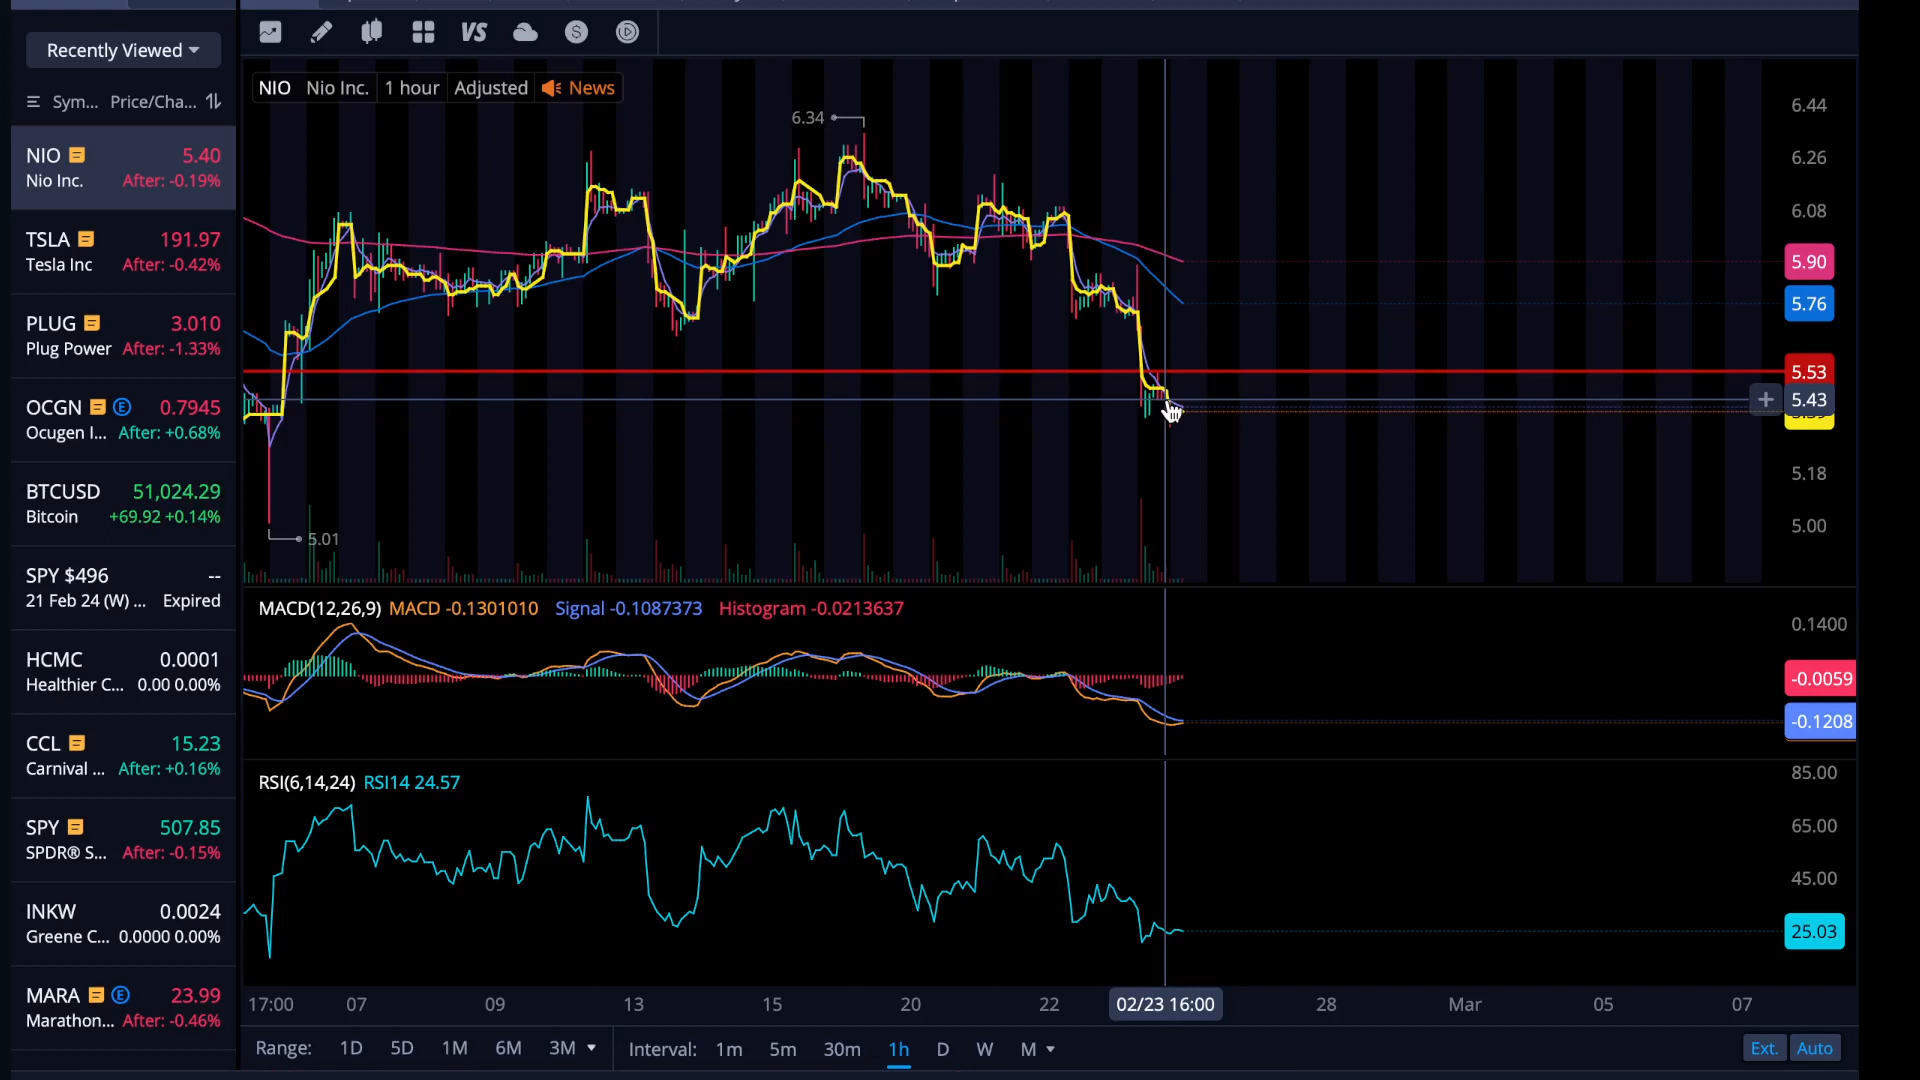 Recently Viewed
Sym... Price/Cha...
NIO 5.40
Nio Inc. After: -0.19%
TSLA 191.97
Tesla Inc After: -0.42%
PLUG 3.010
Plug Power After: -1.33%
OCGN E 0.7945
Ocugen I... After: +0.68%
BTCUSD 51,024.29
Bitcoin +69.92 +0.14%
SPY $496 --
21 Feb 24 (W) ... Expired
HCMC 0.0001
Healthier C... 0.00 0.00%
CCL 15.23
Carnival ... After: +0.16%
SPY 507.85
SPDR® S... After: -0.15%
INKW 0.0024
Greene C... 0.0000 0.00%
MARA E 23.99
Marathon... After: -0.46%
VS $
NIO Nio Inc. 1 hour Adjusted News
6.34
5.01
6.44
6.26
6.08
5.90
5.76
5.53
5.43
5.18
5.00
MACD(12,26,9) MACD -0.1301010 Signal -0.1087373 Histogram -0.0213637
0.1400
-0.0059
-0.1208
RSI(6,14,24) RSI14 24.57
85.00
65.00
45.00
25.03
17:00 07 09 13 15 20 22 02/23 16:00 28 Mar 05 07
Range: 1D 5D 1M 6M 3M Interval: 1m 5m 30m 1h D W M Ext. Auto